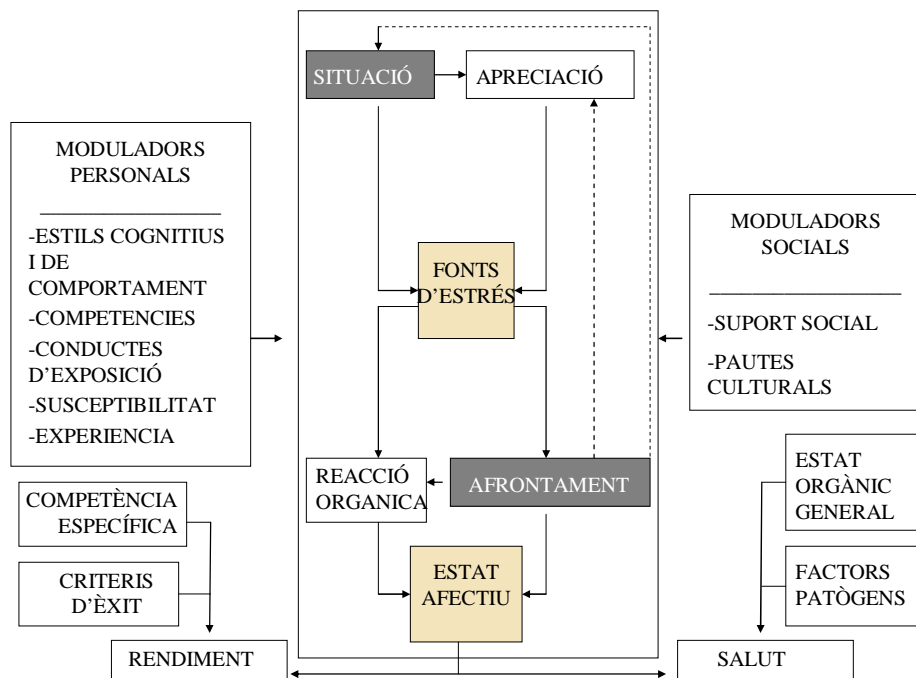 SITUACIÓ
APRECIACIÓ
MODULADORS
PERSONALS
-ESTILS COGNITIUS
I DE
COMPORTAMENT
-COMPETENCIES
-CONDUCTES
D’EXPOSICIÓ
-SUSCEPTIBILITAT
-EXPERIENCIA
FONTS
D’ESTRÉS
MODULADORS
SOCIALS
-SUPORT SOCIAL
-PAUTES
CULTURALS
REACCIÓ
ORGANICA
AFRONTAMENT
ESTAT
ORGÀNIC
GENERAL
COMPETÈNCIA
ESPECÍFICA
CRITERIS
D’ÈXIT
ESTAT
AFECTIU
FACTORS
PATÒGENS
RENDIMENT
SALUT